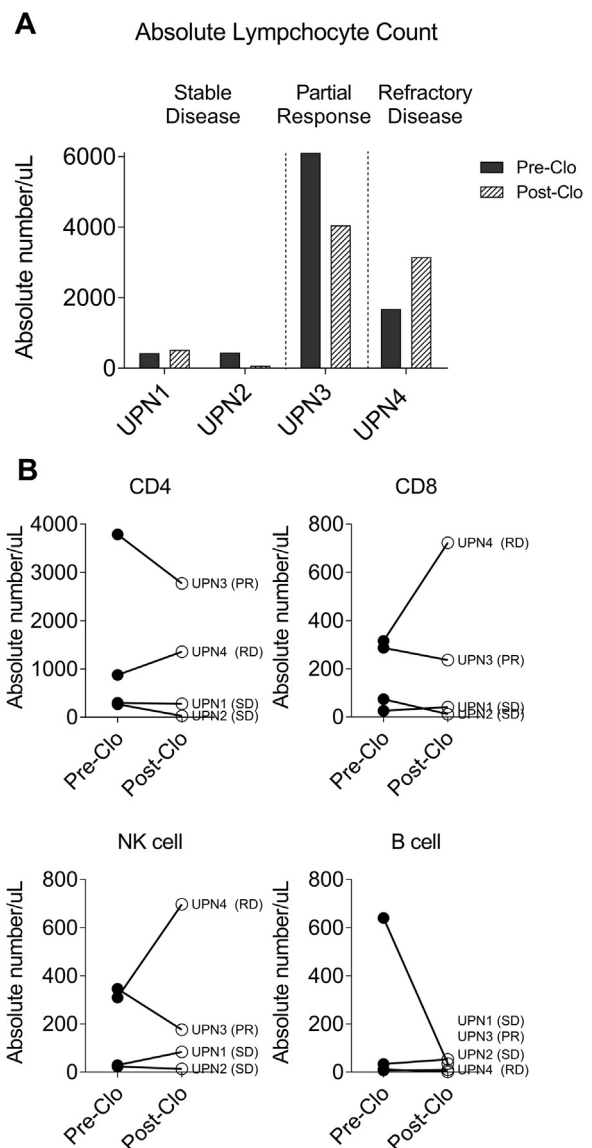 A
Absolute Lympchocyte Count
Stable Disease
Partial Response
Refractory Disease
Absolute number/uL
6000
4000
2000
0
Pre-Clo
Post-Clo
UPN1
UPN2
UPN3
UPN4
B
CD4
Absolute number/uL
4000
3000
2000
1000
0
UPN3 (PR)
UPN4 (RD)
UPN1 (SD)
UPN2 (SD)
Pre-Clo
Post-Clo
CD8
Absolute number/uL
800
600
400
200
0
UPN4 (RD)
UPN3 (PR)
UPN1 (SD)
UPN2 (SD)
Pre-Clo
Post-Clo
NK cell
Absolute number/uL
800
600
400
200
0
UPN4 (RD)
UPN3 (PR)
UPN1 (SD)
UPN2 (SD)
Pre-Clo
Post-Clo
B cell
Absolute number/uL
800
600
400
200
0
UPN1 (SD)
UPN3 (PR)
UPN2 (SD)
UPN4 (RD)
Pre-Clo
Post-Clo